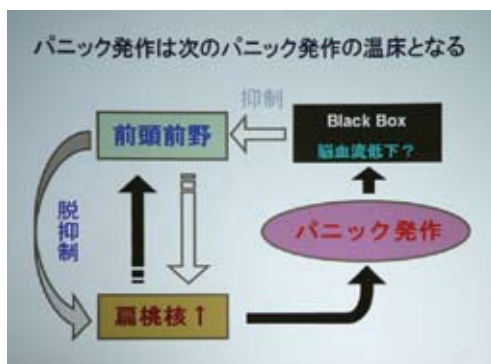 パニック発作は次のパニック発作の温床となる
抑制
Black Box
脳血流低下？
前頭前野
脱抑制
パニック発作
扁桃核↑